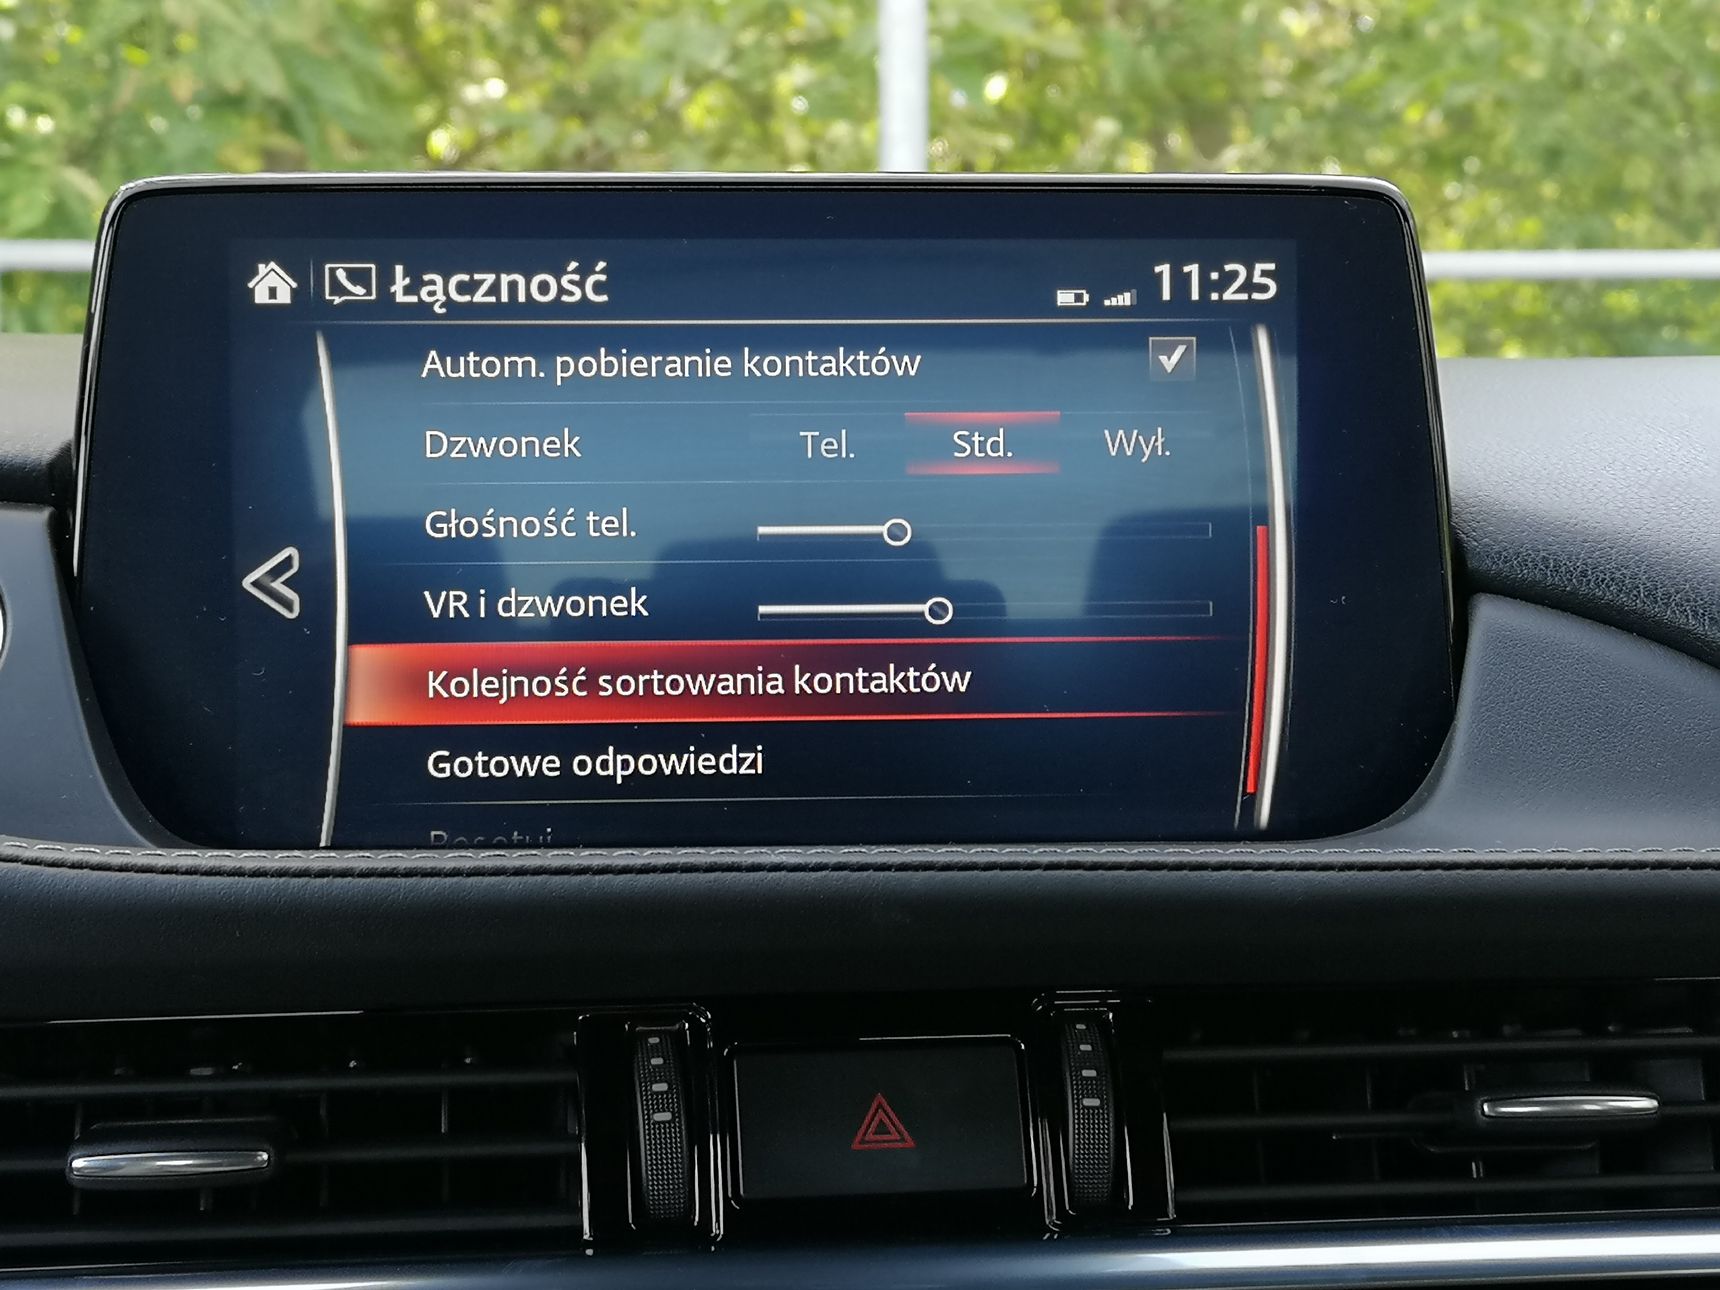 Łączność 11:25
Autom. pobieranie kontaktów
Dzwonek Tel. Std. Wył.
Głośność tel.
VR i dzwonek
Kolejność sortowania kontaktów
Gotowe odpowiedzi
Resetuj